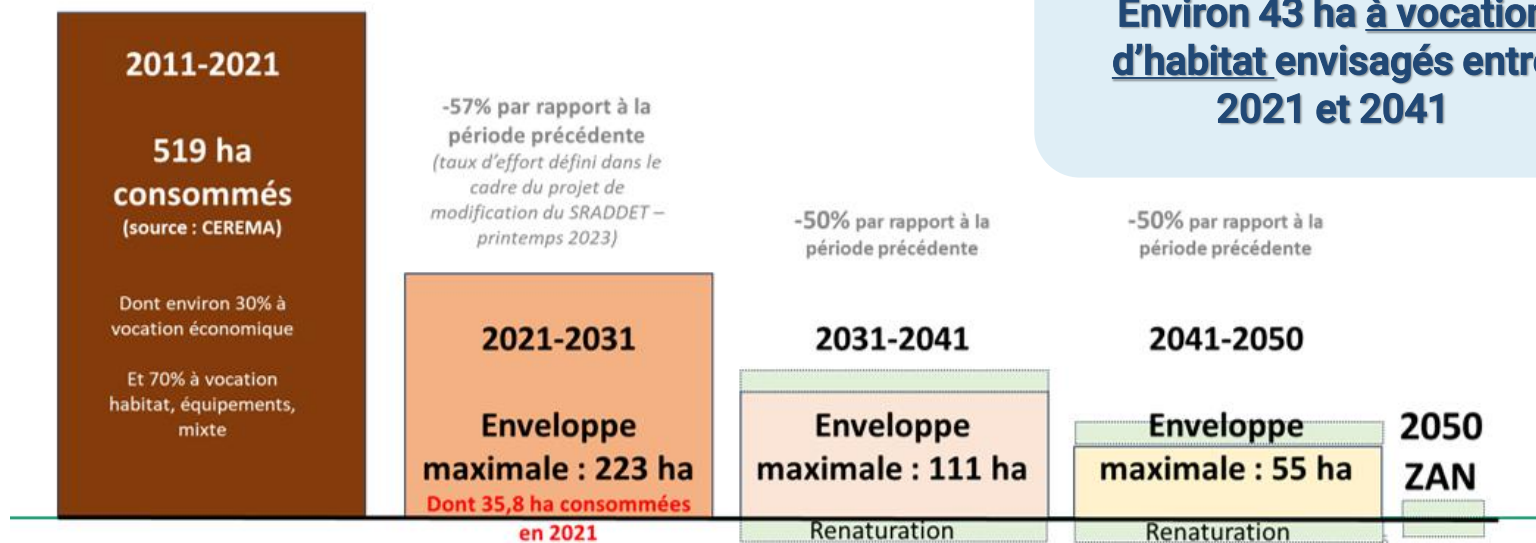 2011-2021
519 ha
consommés
(source : CEREMA)
Dont environ 30% à
vocation économique
Et 70% à vocation
habitat, équipements,
mixte
-57% par rapport à la
période précédente
(taux d'effort défini dans le
cadre du projet de
modification du SRADDET –
printemps 2023)
2021-2031
Enveloppe
maximale : 223 ha
Dont 35,8 ha consommées
en 2021
-50% par rapport à la
période précédente
2031-2041
Enveloppe
maximale : 111 ha
Renaturation
-50% par rapport à la
période précédente
2041-2050
Enveloppe
maximale : 55 ha
Renaturation
2050
ZAN
Environ 43 ha à vocation
d'habitat envisagés entre
2021 et 2041